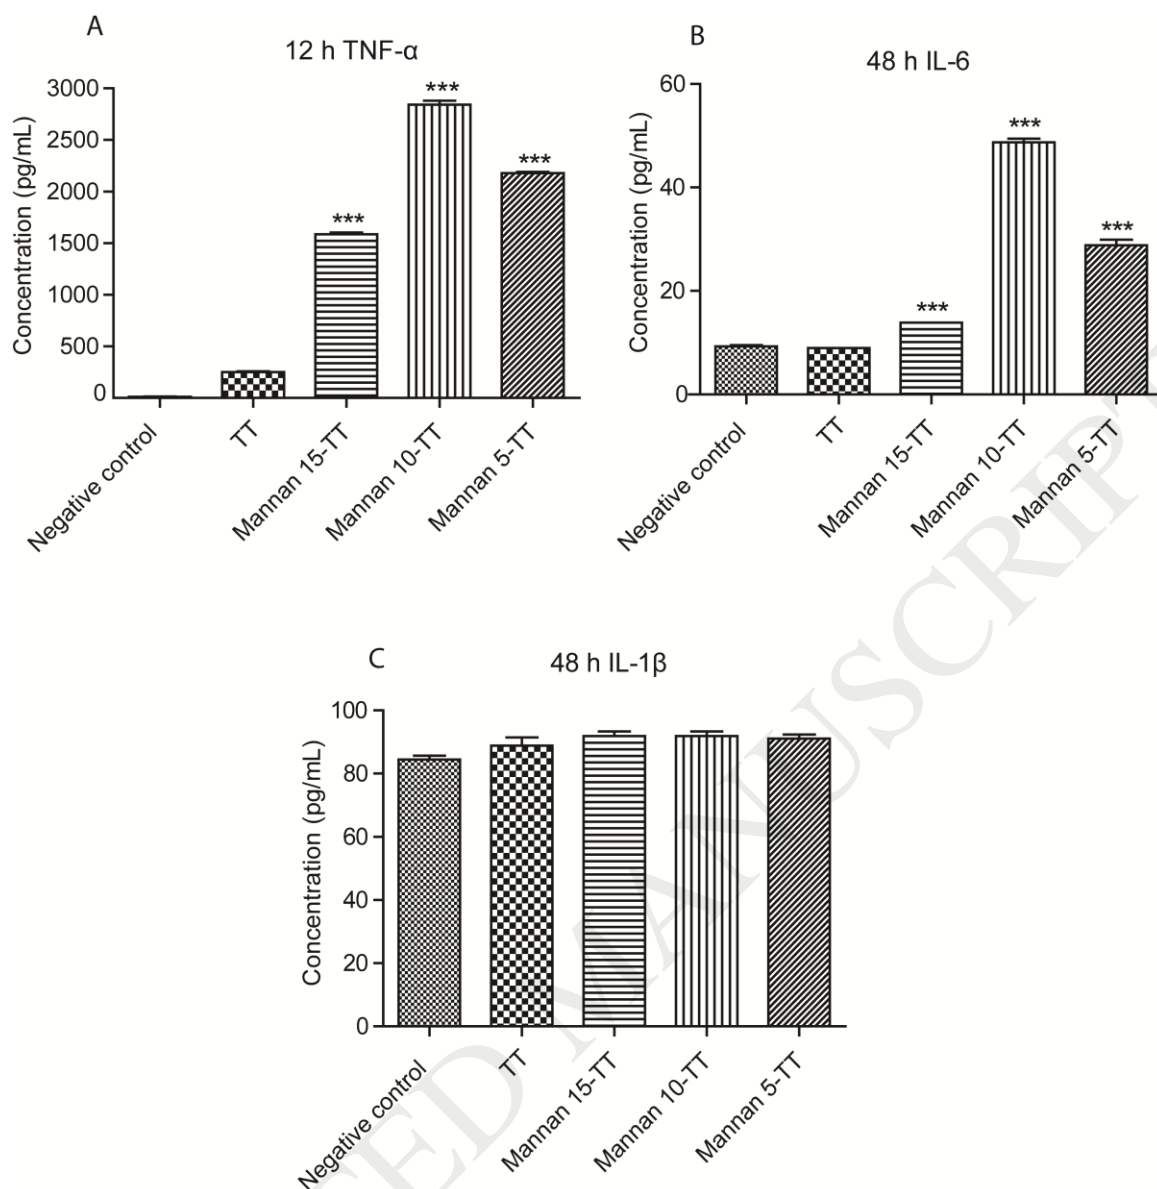 A
12 h TNF-α
Concentration (pg/mL)
3000
2500
2000
1500
1000
500
0
***
***
***
Negative control
TT
Mannan 15-TT
Mannan 10-TT
Mannan 5-TT
B
48 h IL-6
Concentration (pg/mL)
60
40
20
0
***
***
***
Negative control
TT
Mannan 15-TT
Mannan 10-TT
Mannan 5-TT
C
48 h IL-1β
Concentration (pg/mL)
100
80
60
40
20
0
Negative control
TT
Mannan 15-TT
Mannan 10-TT
Mannan 5-TT
TED MANUSCRIPT